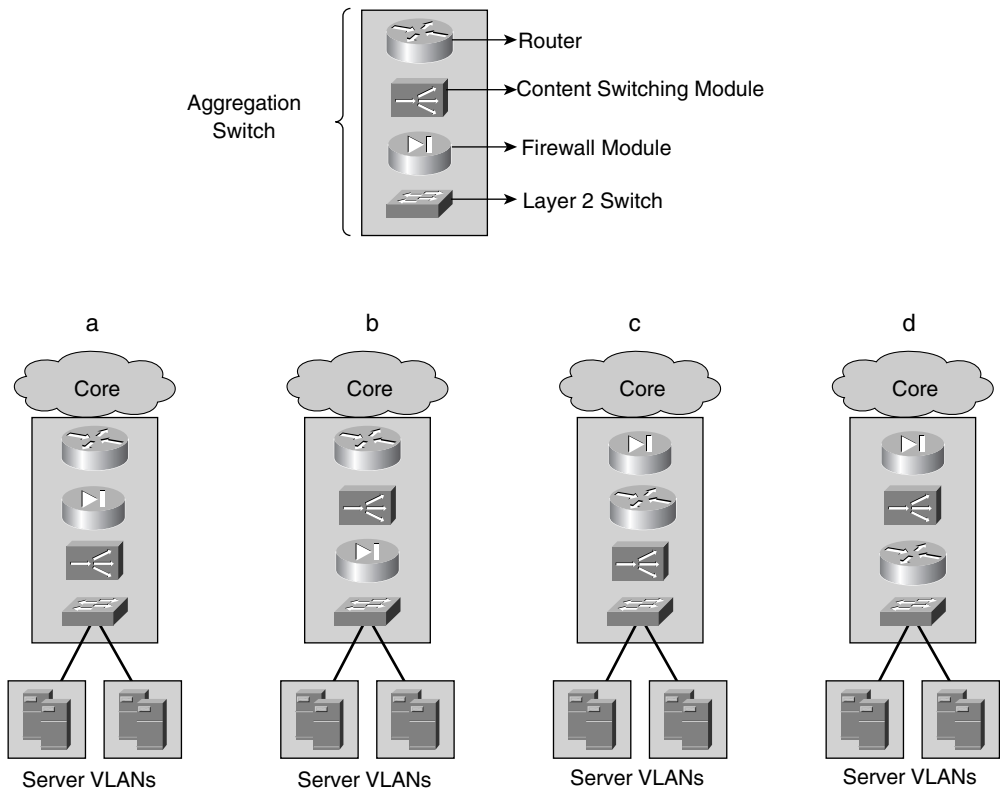 Router
Content Switching Module
Aggregation
Switch
Firewall Module
Layer 2 Switch
a
b
c
d
Core
Core
Core
Core
Server VLANs
Server VLANs
Server VLANs
Server VLANs